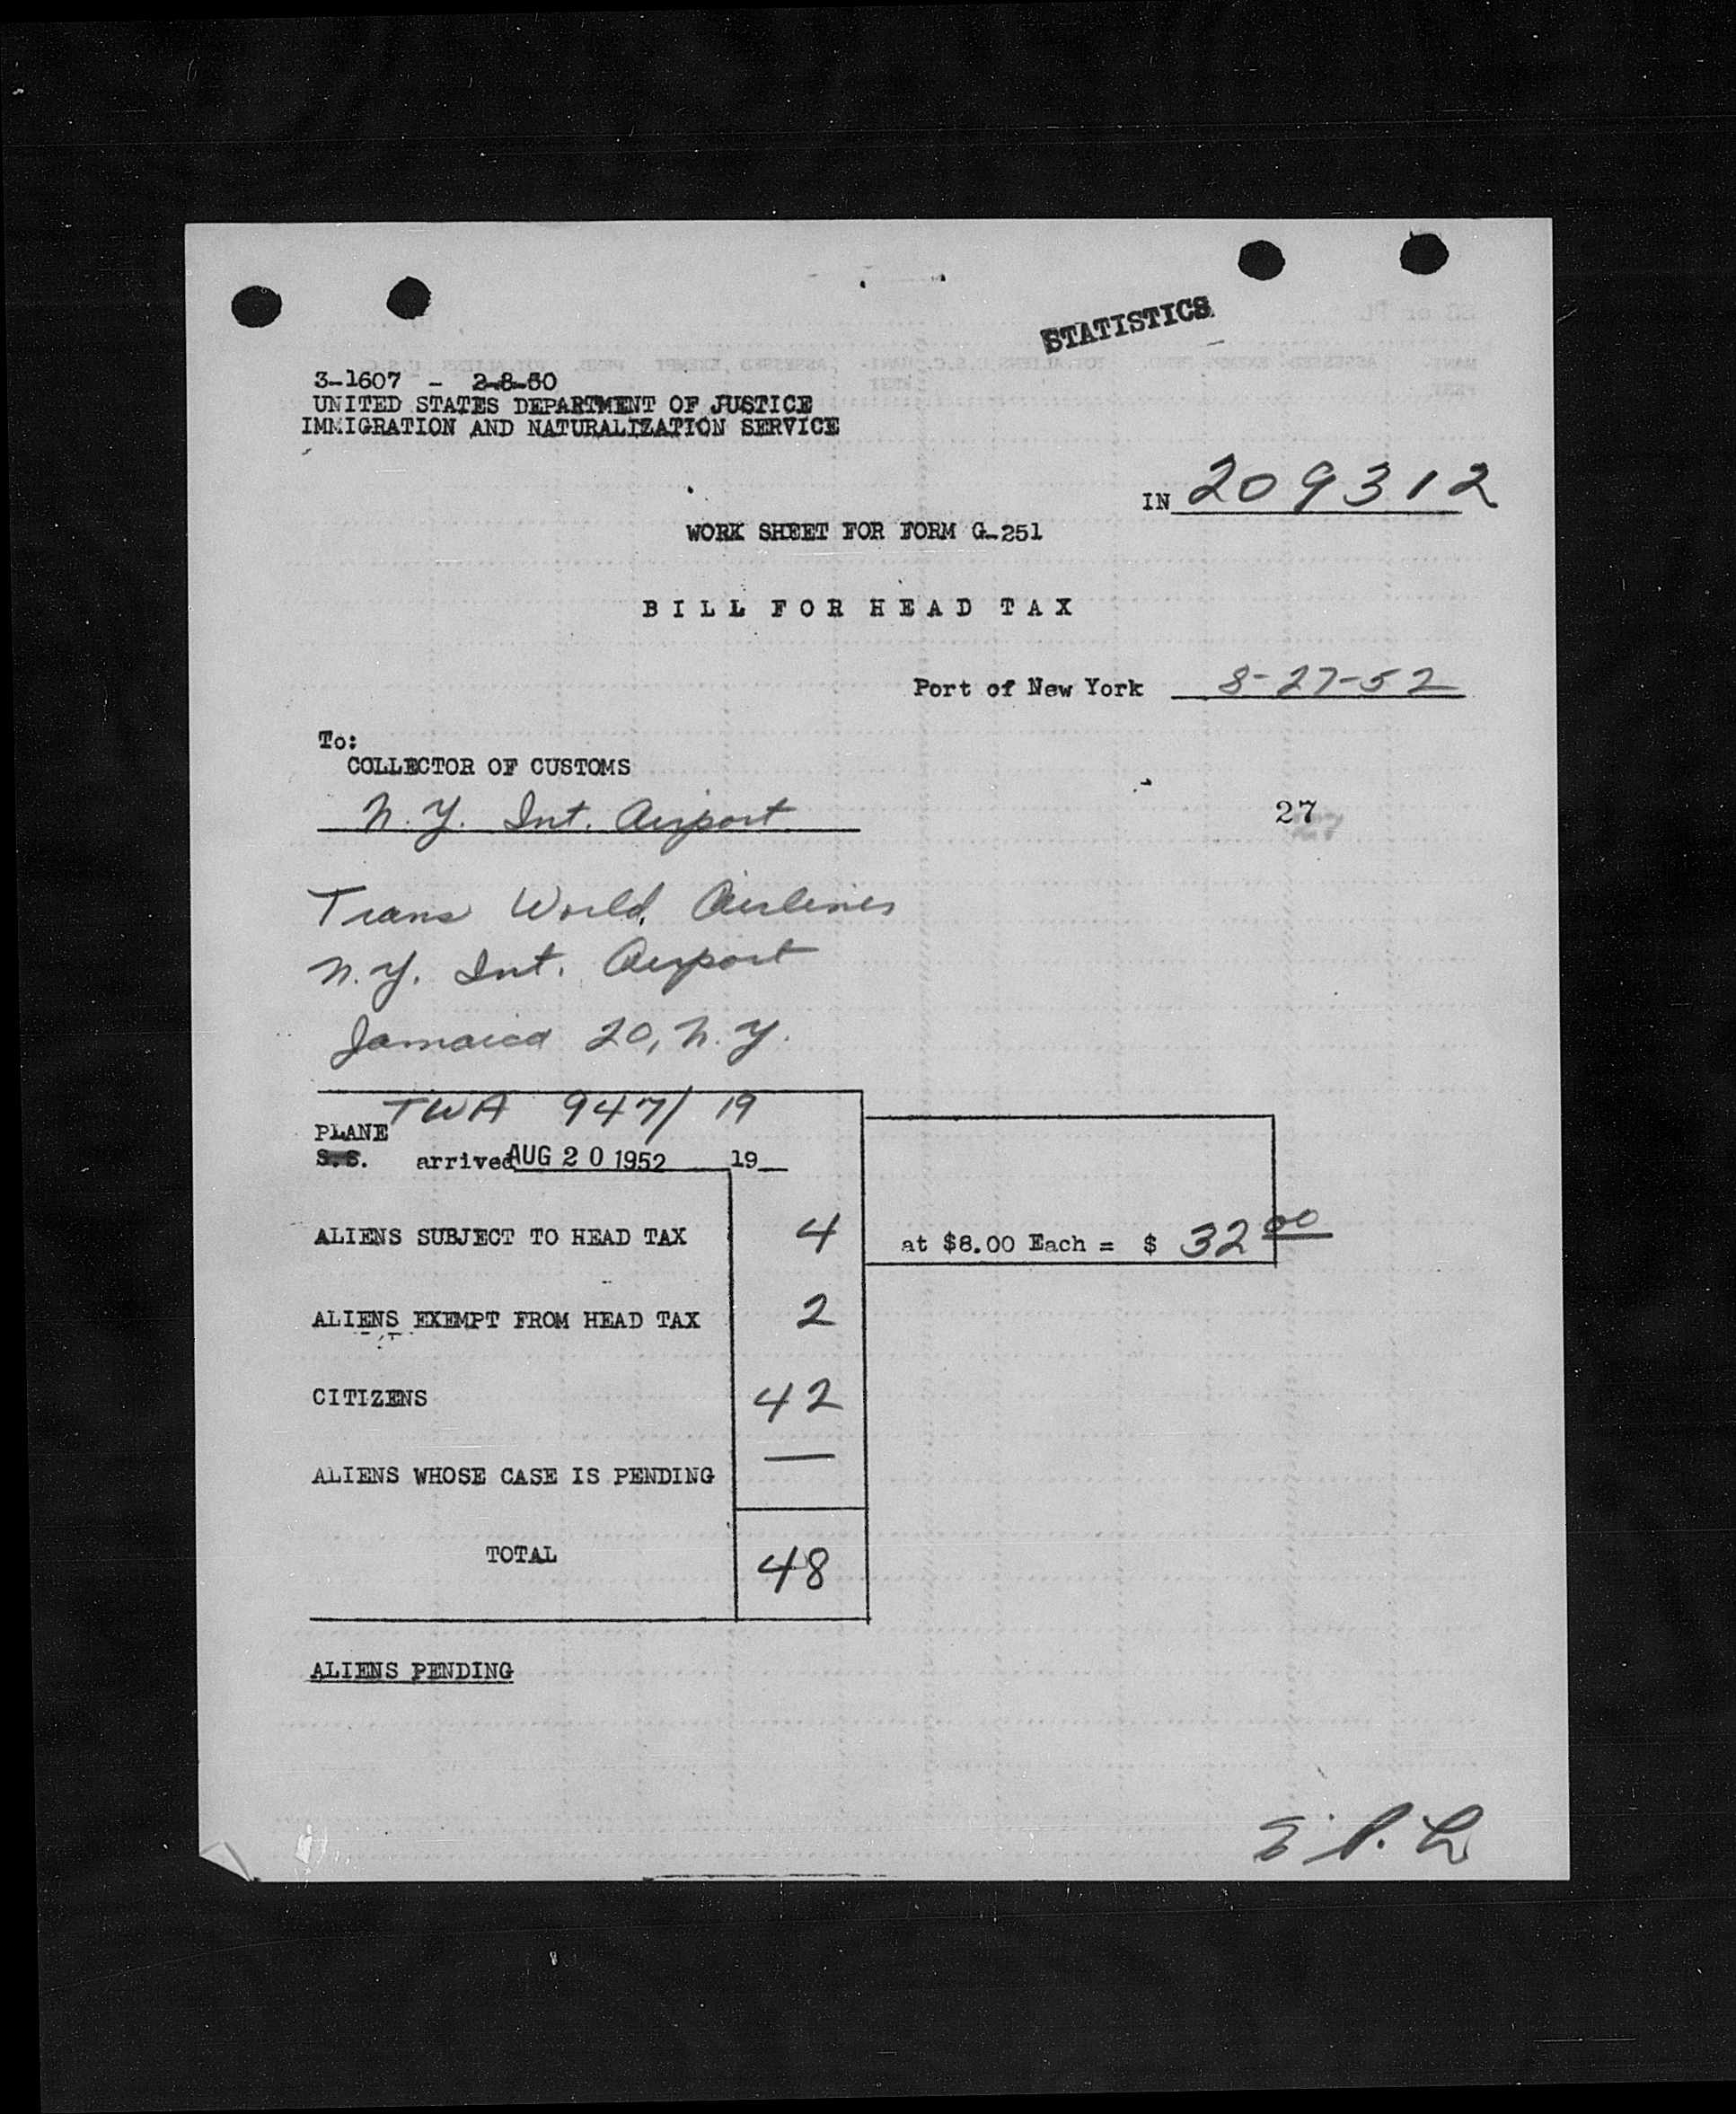 STATISTICS
3-1607 - 2-8-50
UNITED STATES DEPARTMENT OF JUSTICE
IMMIGRATION AND NATURALIZATION SERVICE
IN 209312
WORK SHEET FOR FORM G-251
BILL FOR HEAD TAX
Port of New York 8-27-52
To:
COLLECTOR OF CUSTOMS
N.Y. Int. Airport
27
Trans World Airlines
N.Y. Int. Airport
Jamaica 20, N.Y.
TWA 947/19
PLANE
S.S. arrived AUG 20 1952 19
ALIENS SUBJECT TO HEAD TAX 4 at $8.00 Each = $ 32 00
ALIENS EXEMPT FROM HEAD TAX 2
CITIZENS 42
ALIENS WHOSE CASE IS PENDING —
TOTAL 48
ALIENS PENDING